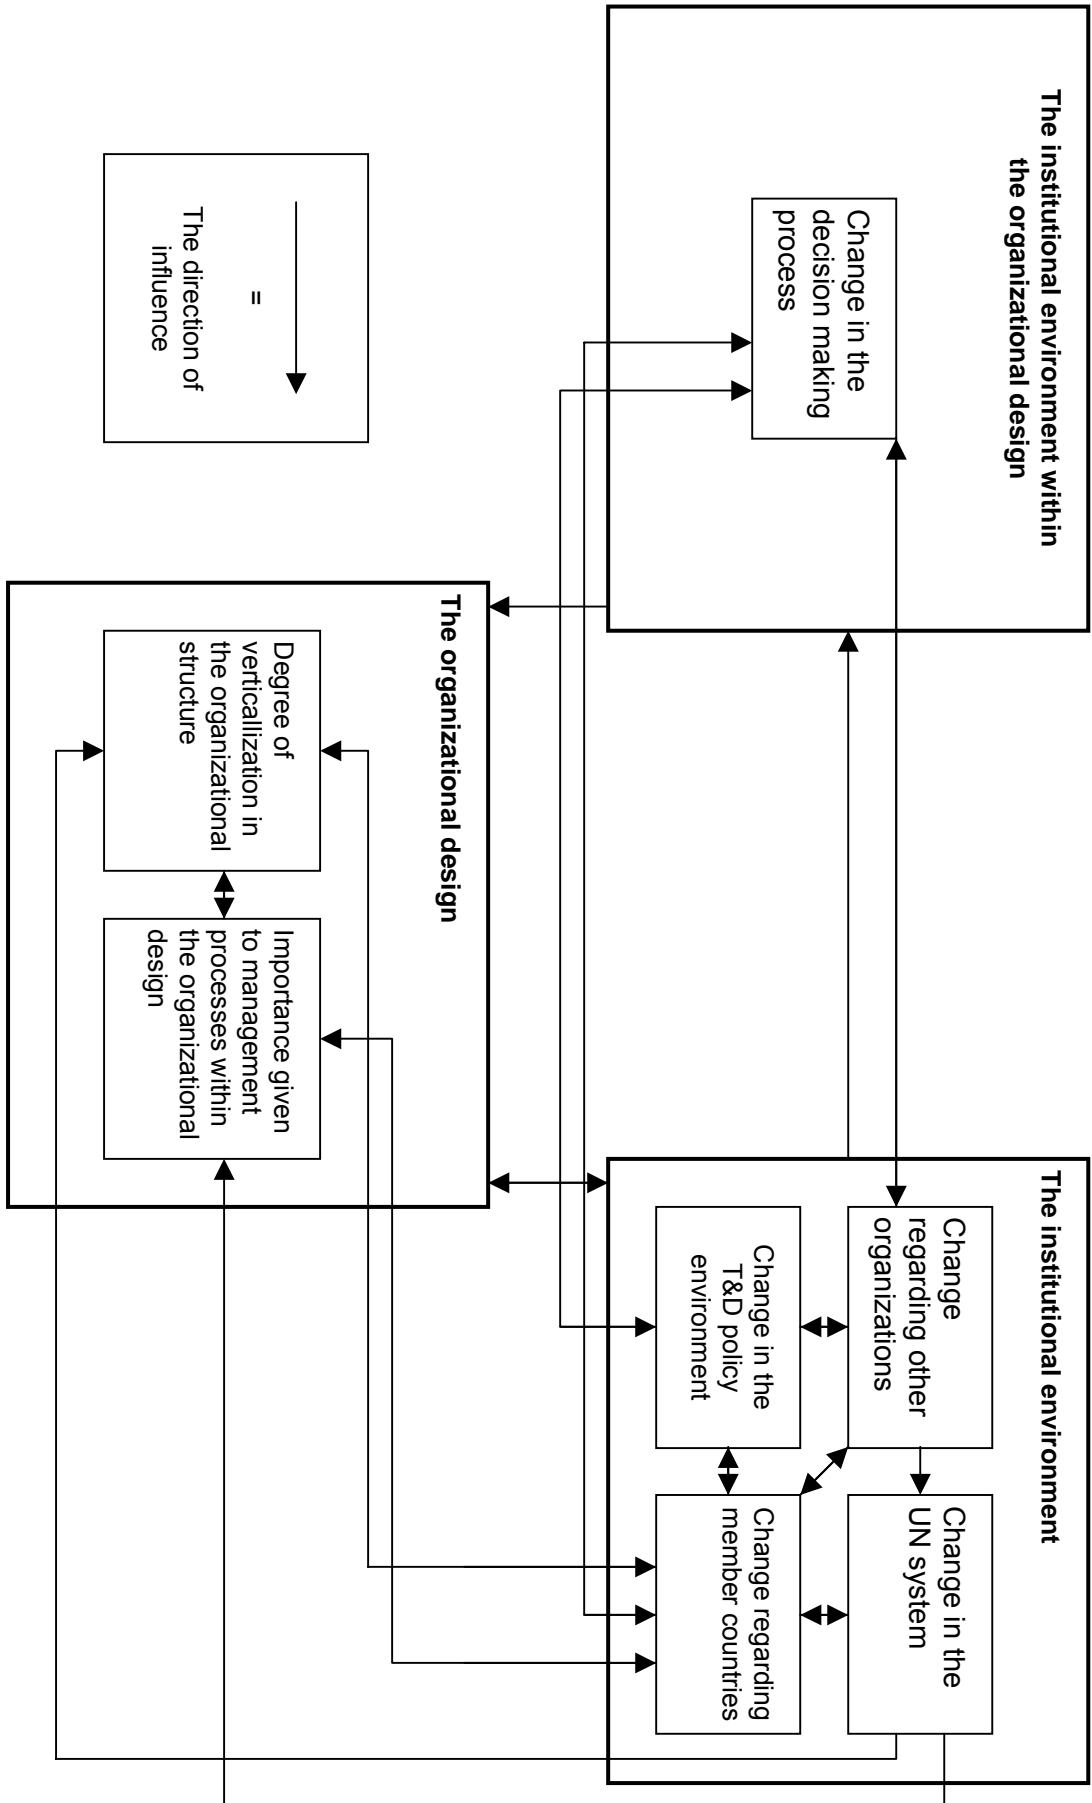 The institutional environment within
the organizational design
Change in the
decision making
process
The institutional environment
Change
regarding other
organizations
Change in the
UN system
Change in the
T&D policy
environment
Change regarding
member countries
=
The direction of
influence
The organizational design
Degree of
verticallization in
the organizational
structure
Importance given
to management
processes within
the organizational
design